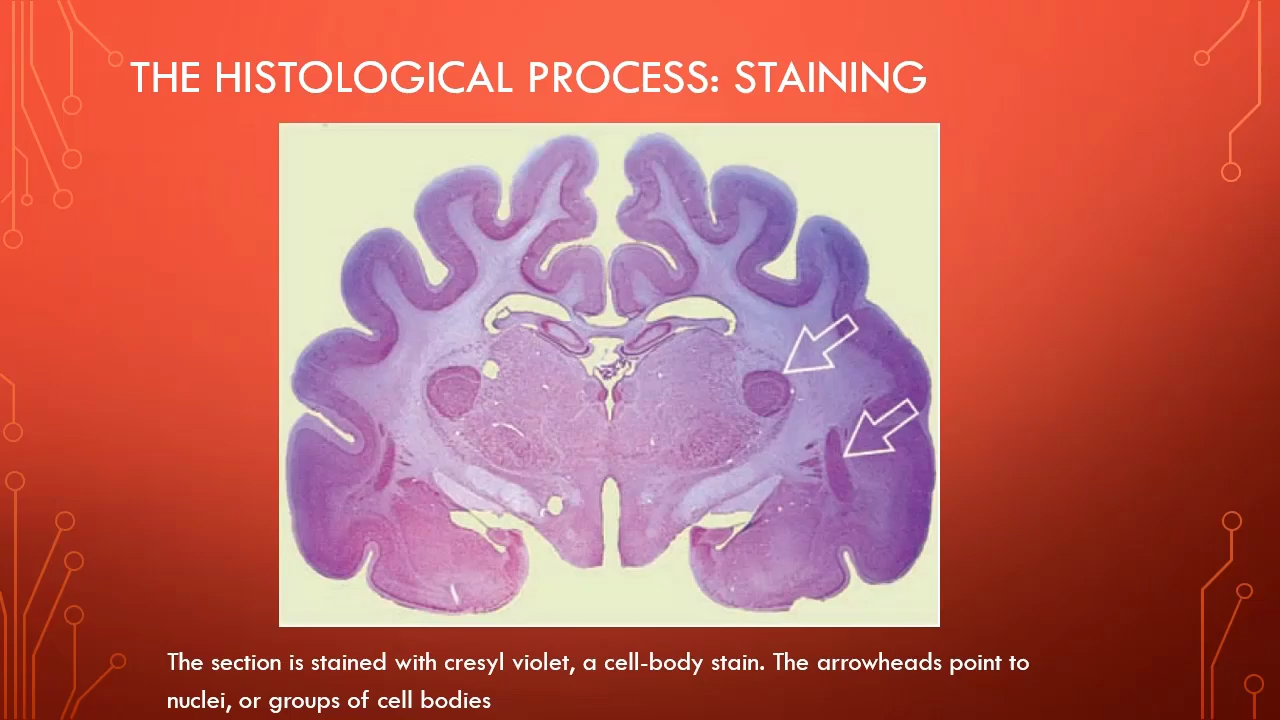 THE HISTOLOGICAL PROCESS: STAINING
The section is stained with cresyl violet, a cell-body stain. The arrowheads point to
nuclei, or groups of cell bodies